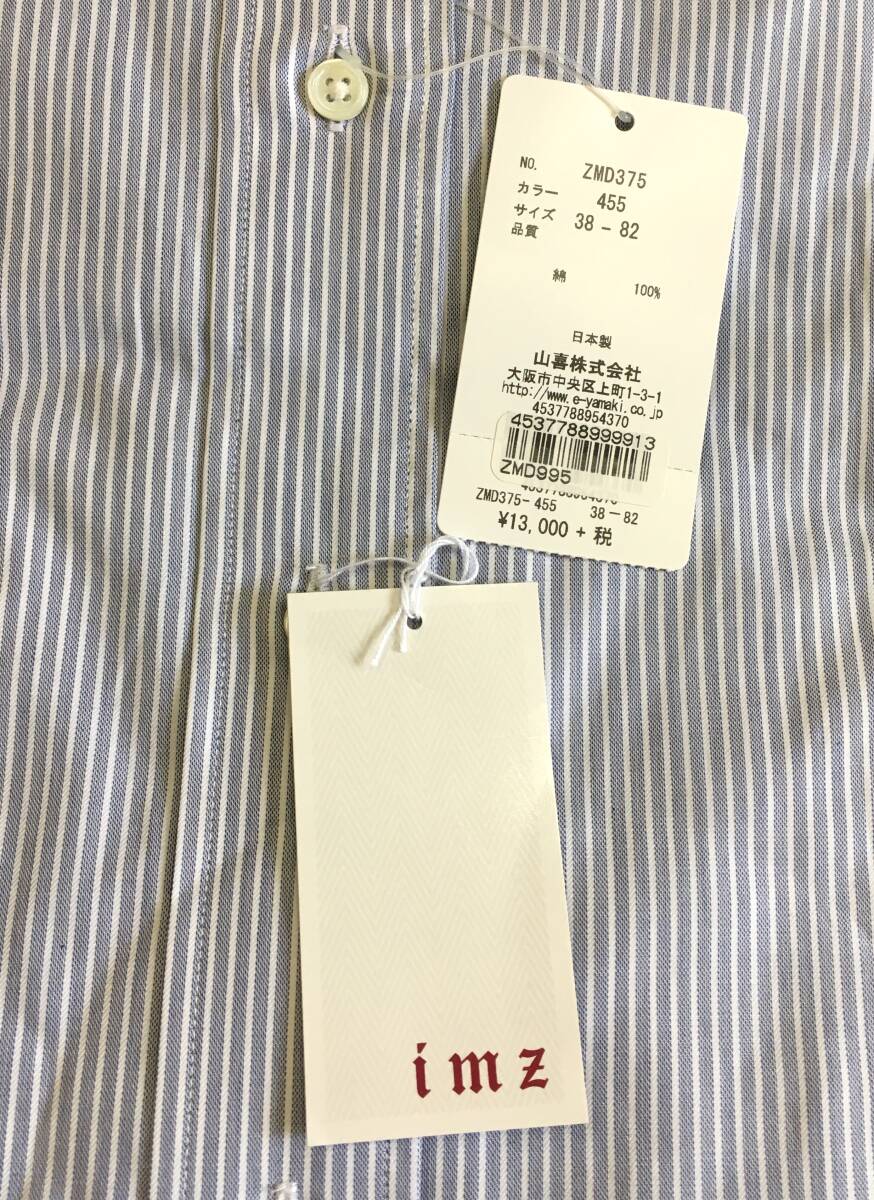 NO. ZMD375
カラー 455
サイズ 38-82
品質
綿 100%
日本製
山喜株式会社
大阪市中央区上町1-3-1
http://www.e-yamaki.co.jp
4537788954370
4537788999913
ZMD995
ZMD375-455 38-82
¥13,000+税
imz